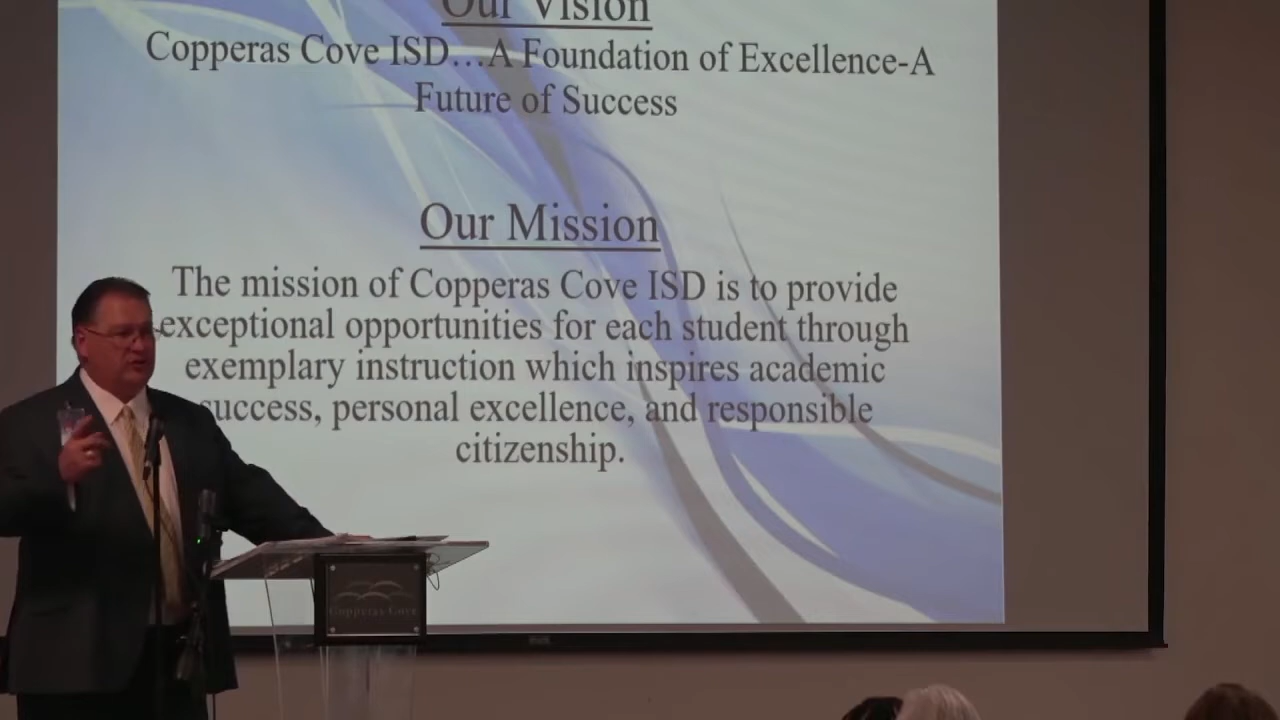 Our Vision
Copperas Cove ISD...A Foundation of Excellence-A
Future of Success
Our Mission
The mission of Copperas Cove ISD is to provide
exceptional opportunities for each student through
exemplary instruction which inspires academic
success, personal excellence, and responsible
citizenship.
Copperas Cove